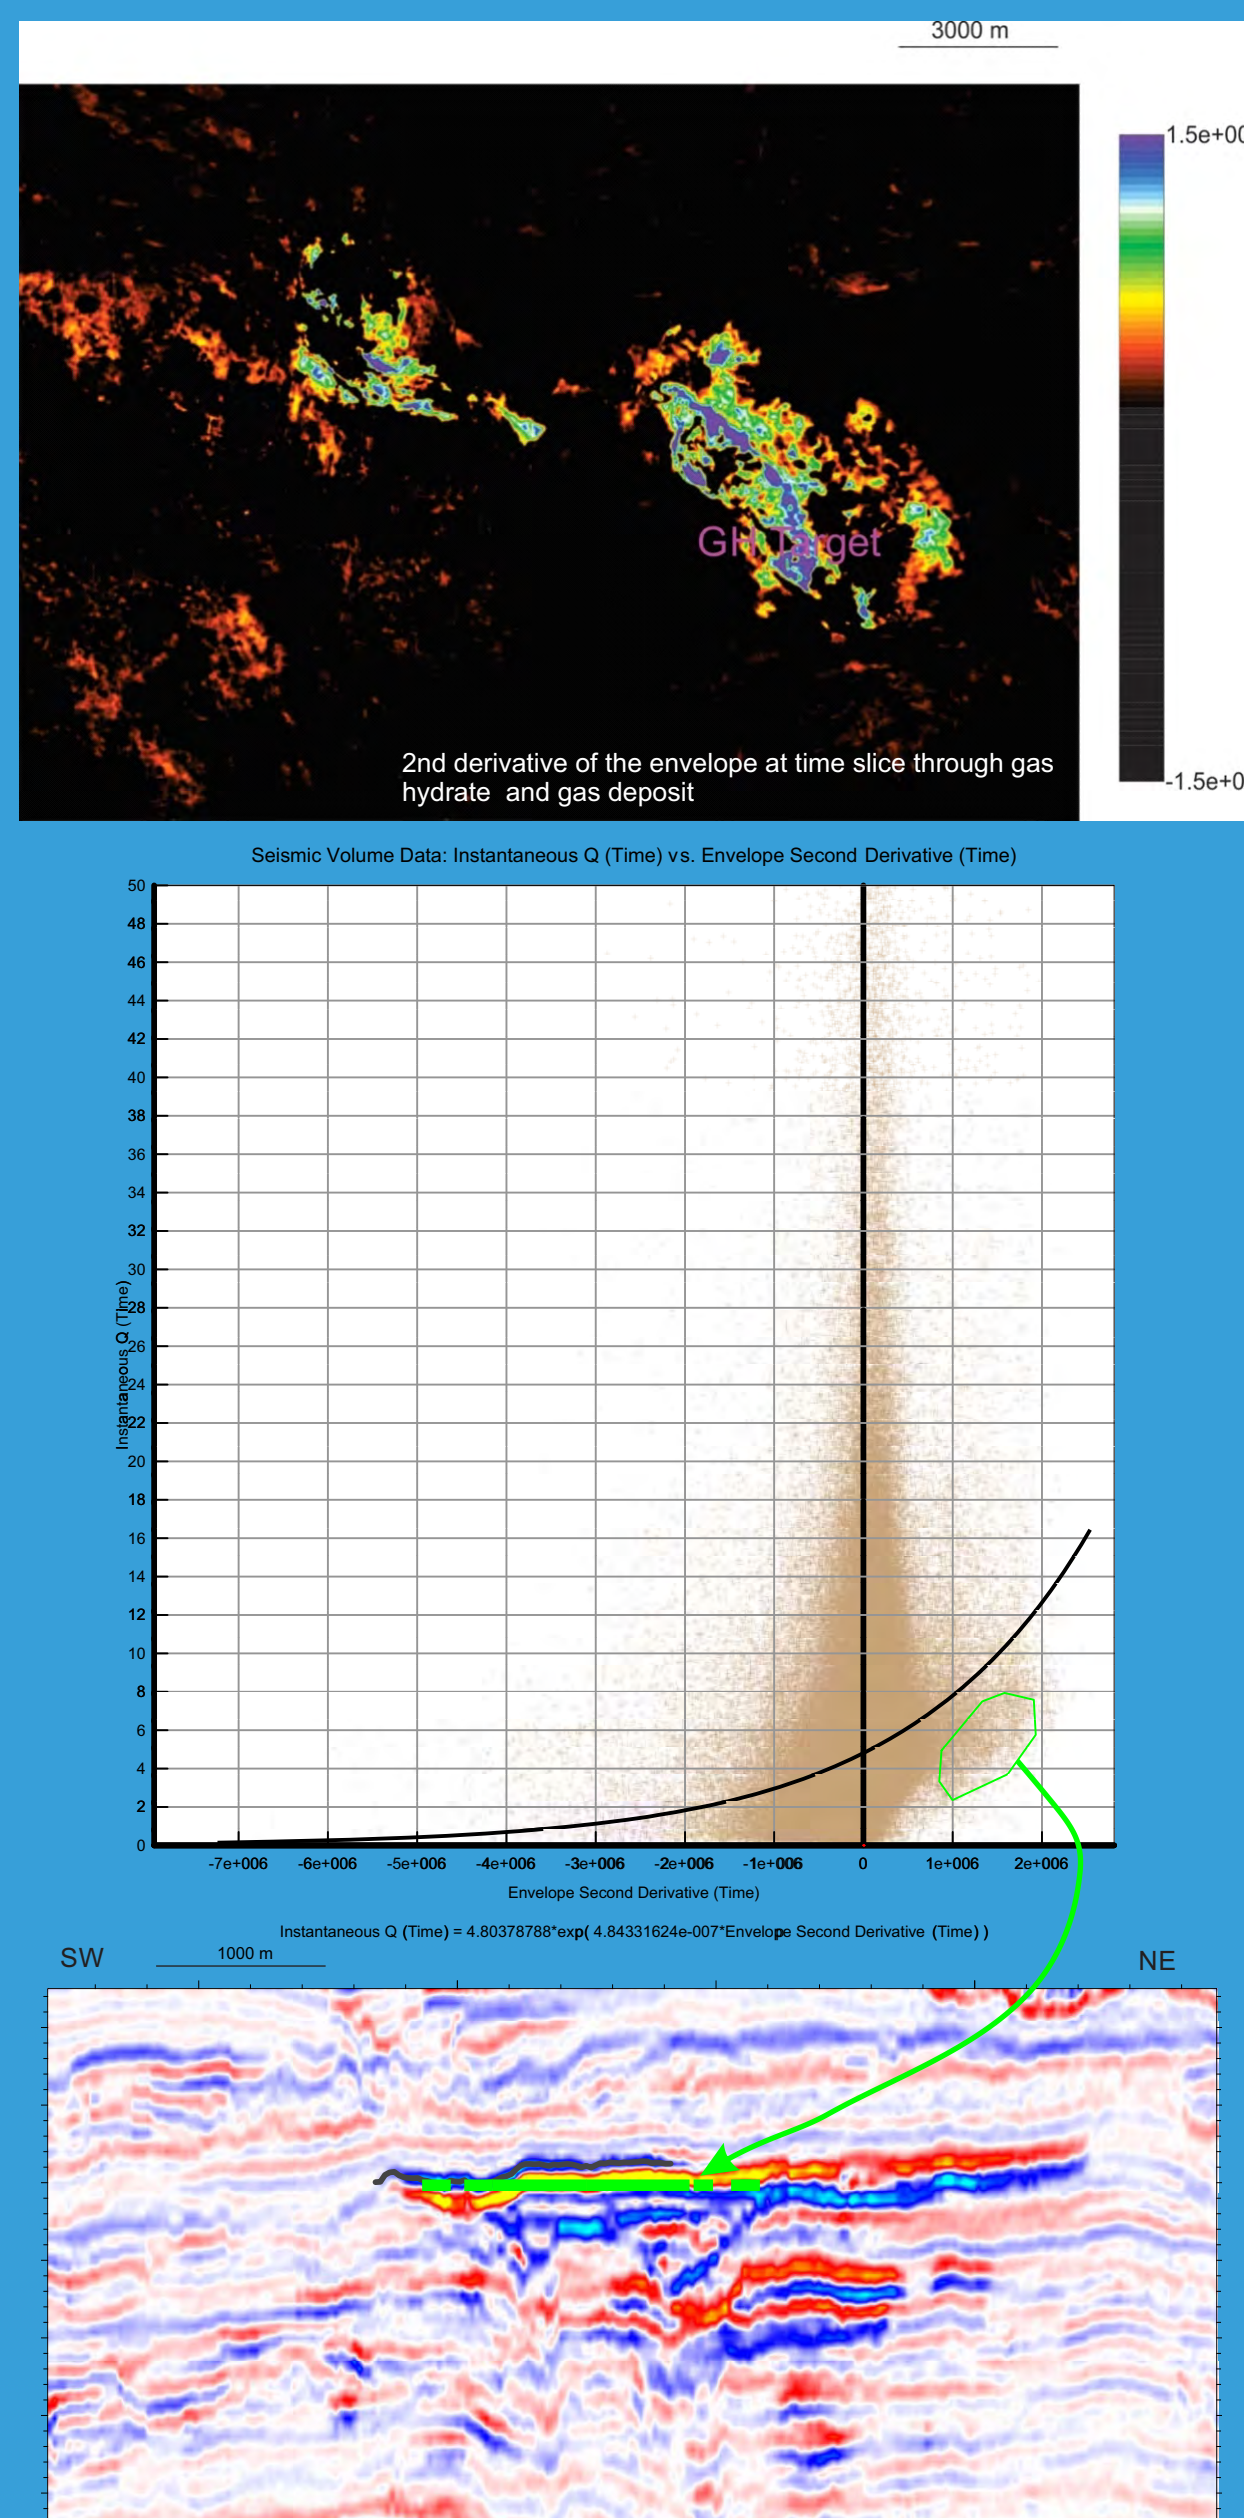 3000 m
1.5e+00
GH Target
2nd derivative of the envelope at time slice through gas
hydrate and gas deposit
-1.5e+0
Seismic Volume Data: Instantaneous Q (Time) vs. Envelope Second Derivative (Time)
50
48
46
44
42
40
38
36
34
32
30
28
26
24
22
20
18
16
14
12
10
8
6
4
2
0
Instantaneous Q (Time)
-7e+006 -6e+006 -5e+006 -4e+006 -3e+006 -2e+006 -1e+006 0 1e+006 2e+006
Envelope Second Derivative (Time)
Instantaneous Q (Time) = 4.80378788*exp( 4.84331624e-007*Envelope Second Derivative (Time) )
SW 1000 m NE